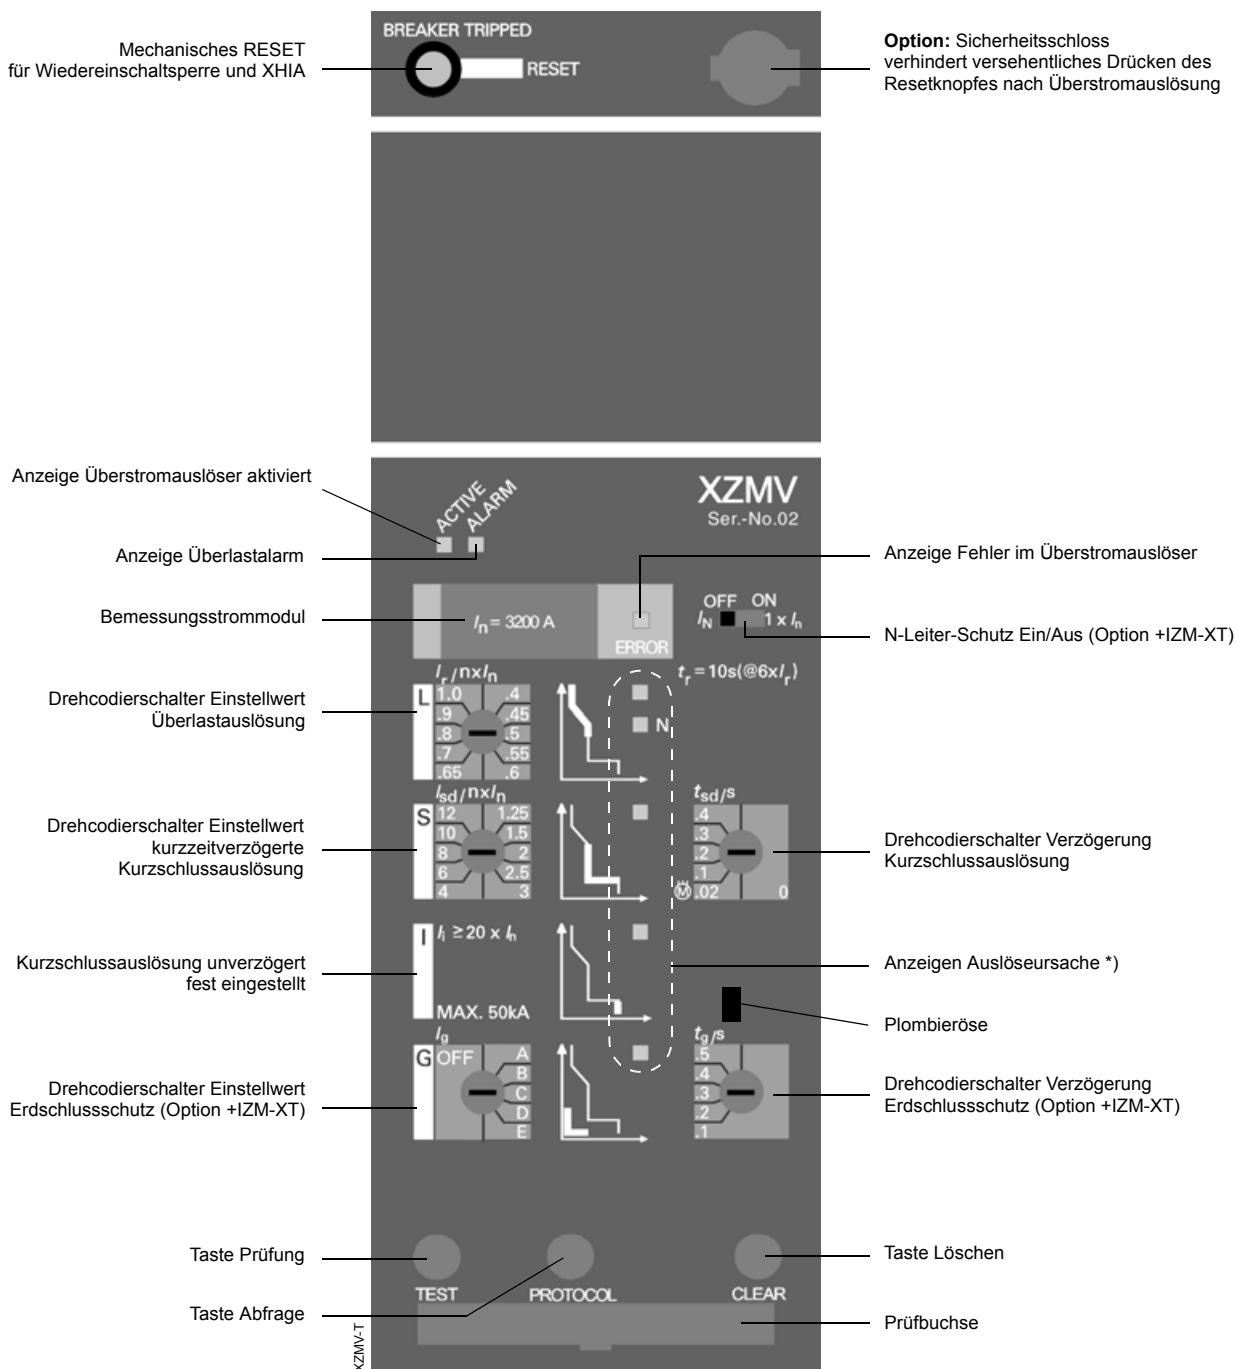 BREAKER TRIPPED
RESET
Mechanisches RESET
für Wiedereinschaltsperre und XHIA
Option: Sicherheitsschloss
verhindert versehentliches Drücken des
Resetknopfes nach Überstromauslösung
Anzeige Überstromauslöser aktiviert
ACTIVE
ALARM
XZMV
Ser.-No.02
Anzeige Überlastalarm
Anzeige Fehler im Überstromauslöser
Bemessungsstrommodul
In = 3200 A
ERROR
OFF ON
IN 1 x In
N-Leiter-Schutz Ein/Aus (Option +IZM-XT)
Ir/nxIn
tr = 10s(@6xIr)
Drehcodierschalter Einstellwert
Überlastauslösung
L
1.0 .4
.9 .45
.8 .5
.7 .55
.65 .6
N
Isd/nxIn
tsd/s
Drehcodierschalter Einstellwert
kurzzeitverzögerte
Kurzschlussauslösung
S
12 1.25
10 1.5
8 2
6 2.5
4 3
.4
.3
.2
.1
M .02 0
Drehcodierschalter Verzögerung
Kurzschlussauslösung
I
Ii ≥ 20 x In
MAX. 50kA
Kurzschlussauslösung unverzögert
fest eingestellt
Anzeigen Auslöseursache *)
Plombieröse
Ig
tg/s
Drehcodierschalter Einstellwert
Erdschlussschutz (Option +IZM-XT)
G
OFF A
B
C
D
E
.5
.4
.3
.2
.1
Drehcodierschalter Verzögerung
Erdschlussschutz (Option +IZM-XT)
Taste Prüfung
Taste Löschen
TEST PROTOCOL CLEAR
Taste Abfrage
Prüfbuchse
XZMV-T